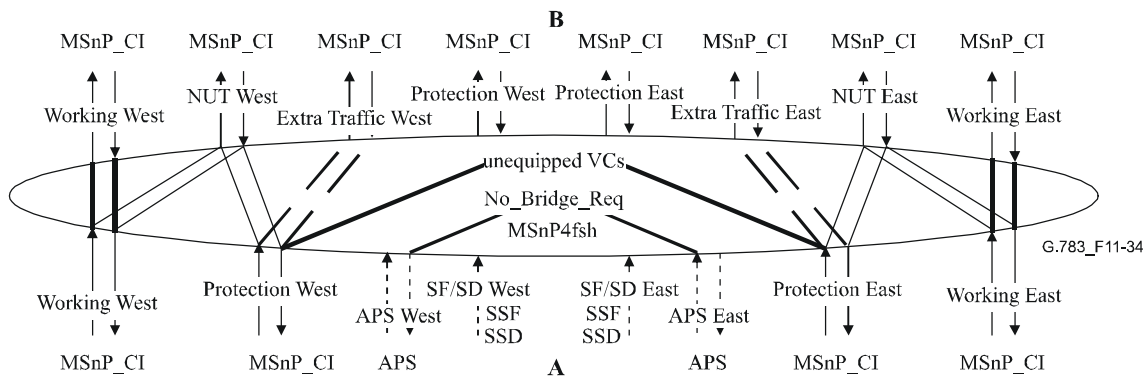 B
MSnP_CI MSnP_CI MSnP_CI MSnP_CI MSnP_CI MSnP_CI MSnP_CI MSnP_CI
Working West NUT West Extra Traffic West Protection West Protection East Extra Traffic East NUT East Working East
unequipped VCs
No_Bridge_Req
MSnP4fsh
G.783_F11-34
Working West Protection West APS West SF/SD West SF/SD East APS East Protection East Working East
SSF SSF
SSD SSD
MSnP_CI MSnP_CI APS APS MSnP_CI MSnP_CI
A